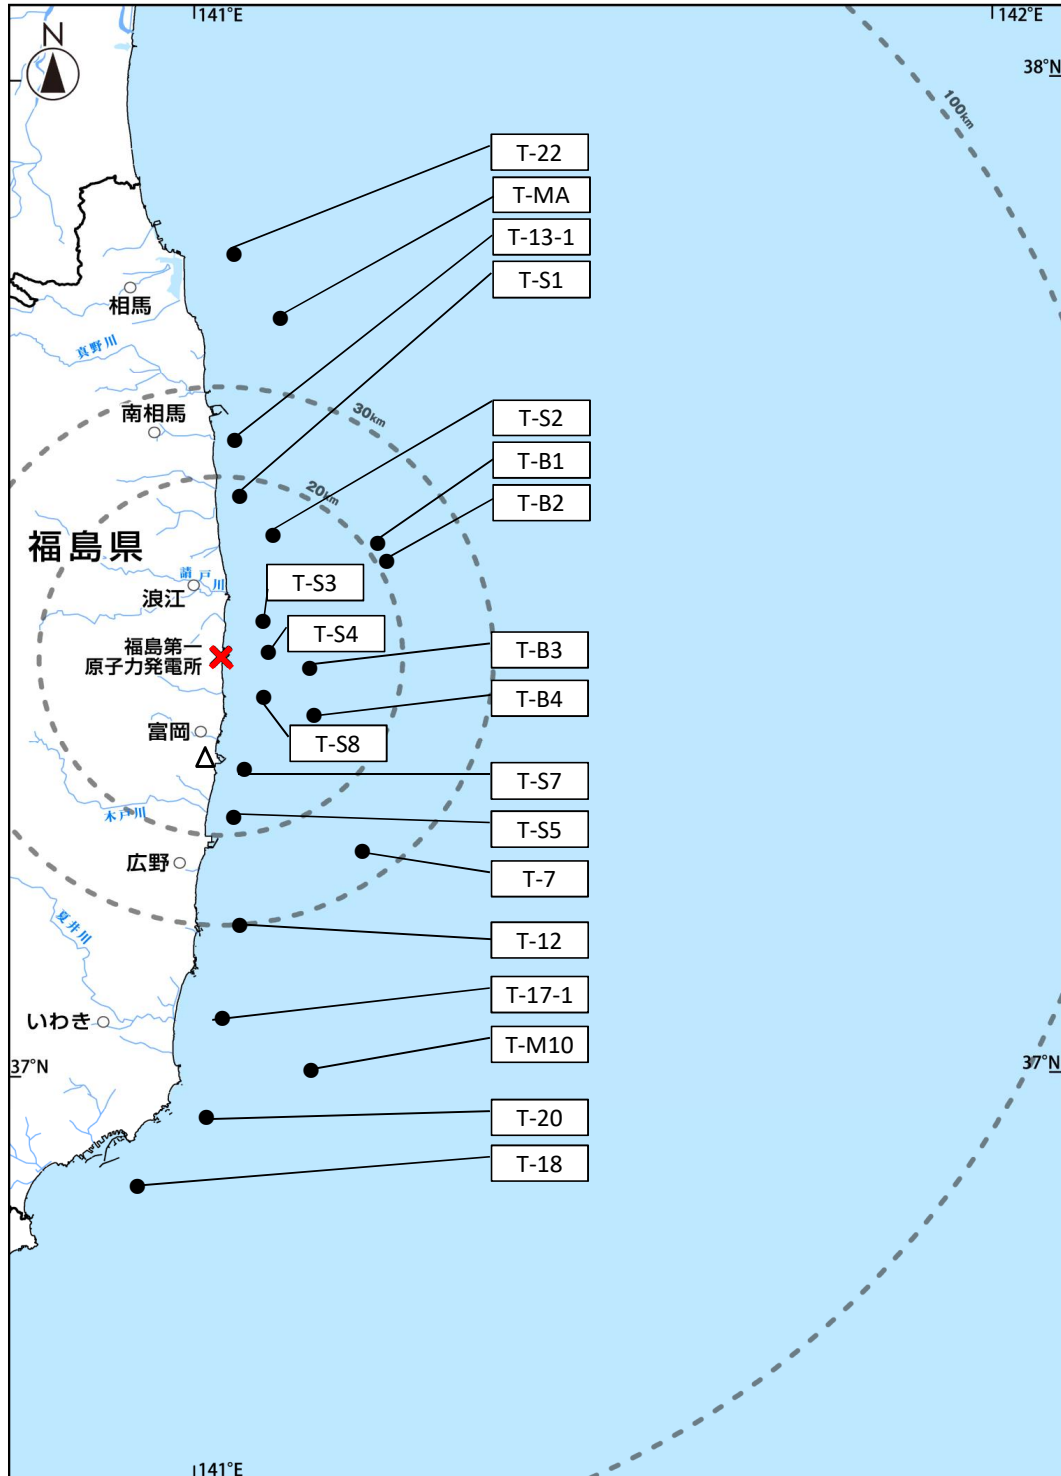 141°E
142°E
N
38°N
100km
T-22
T-MA
T-13-1
T-S1
相馬
真野川
30km
南相馬
T-S2
T-B1
T-B2
20km
福島県
請戸川
T-S3
浪江
T-S4
福島第一
原子力発電所
T-B3
T-B4
富岡
T-S8
T-S7
木戸川
T-S5
広野
T-7
夏井川
T-12
T-17-1
いわき
T-M10
37°N
37°N
T-20
T-18
141°E